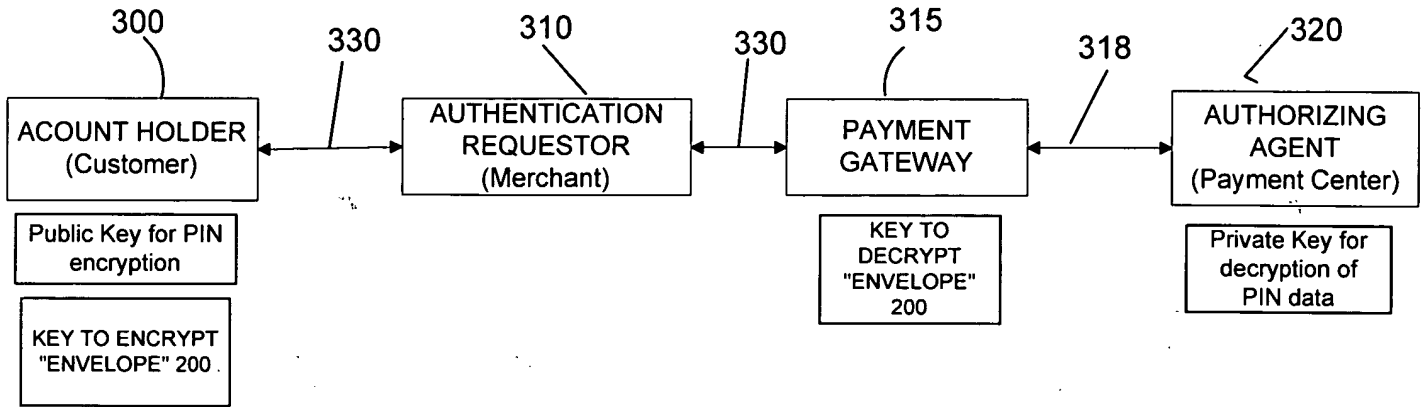 300
330
310
330
315
318
320
ACOUNT HOLDER
(Customer)
AUTHENTICATION
REQUESTOR
(Merchant)
PAYMENT
GATEWAY
AUTHORIZING
AGENT
(Payment Center)
Public Key for PIN
encryption
KEY TO ENCRYPT
"ENVELOPE" 200
KEY TO
DECRYPT
"ENVELOPE"
200
Private Key for
decryption of
PIN data